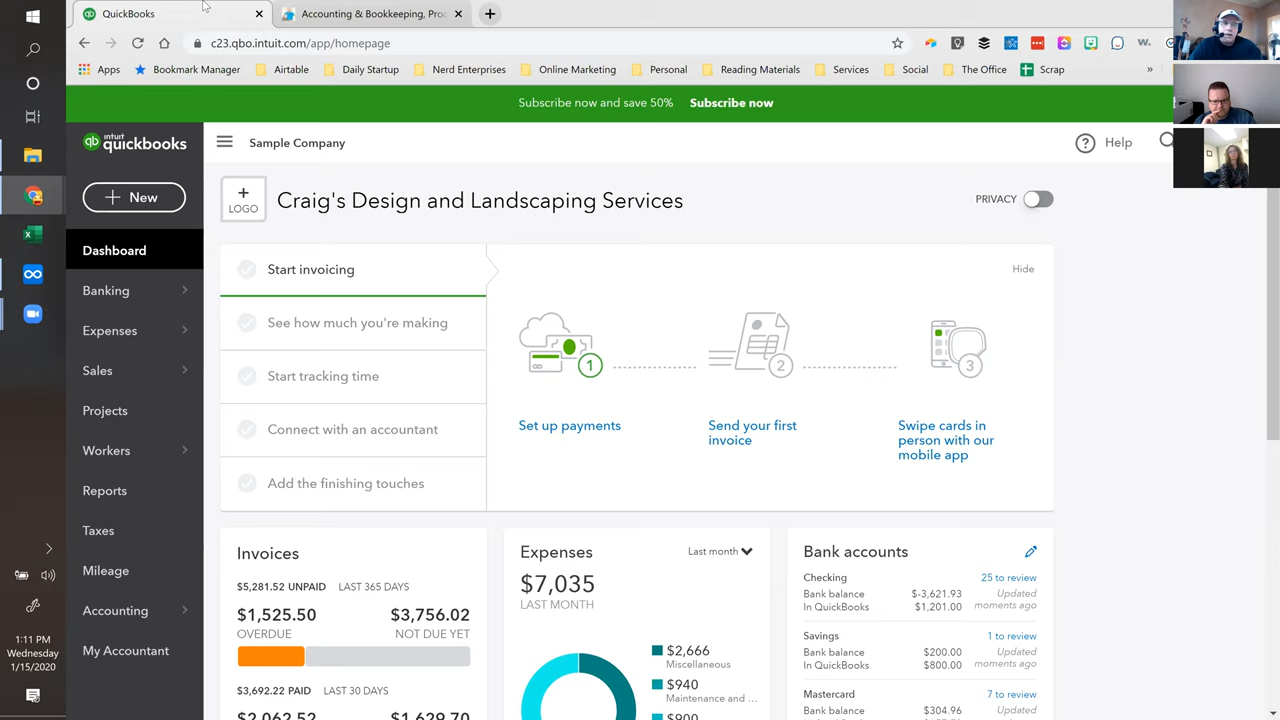 QuickBooks
Accounting & Bookkeeping, Proc
c23.qbo.intuit.com/app/homepage
Apps
Bookmark Manager
Airtable
Daily Startup
Nerd Enterprises
Online Marketing
Personal
Reading Materials
Services
Social
The Office
Scrap
»
Subscribe now and save 50% Subscribe now
intuit
quickbooks
Sample Company
Help
+ New
+
LOGO
Craig's Design and Landscaping Services
PRIVACY
Dashboard
Banking
Expenses
Sales
Projects
Workers
Reports
Taxes
Mileage
Accounting
My Accountant
Start invoicing
See how much you're making
Start tracking time
Connect with an accountant
Add the finishing touches
Hide
1
2
3
Set up payments
Send your first
invoice
Swipe cards in
person with our
mobile app
Invoices
$5,281.52 UNPAID LAST 365 DAYS
$1,525.50 $3,756.02
OVERDUE NOT DUE YET
$3,692.22 PAID LAST 30 DAYS
$2,062.52 $1,629.70
Expenses
Last month
$7,035
LAST MONTH
$2,666
Miscellaneous
$940
Maintenance and ...
$900
Bank accounts
Checking 25 to review
Bank balance $-3,621.93 Updated
In QuickBooks $1,201.00 moments ago
Savings 1 to review
Bank balance $200.00 Updated
In QuickBooks $800.00 moments ago
Mastercard 7 to review
Bank balance $304.96 Updated
1:11 PM
Wednesday
1/15/2020